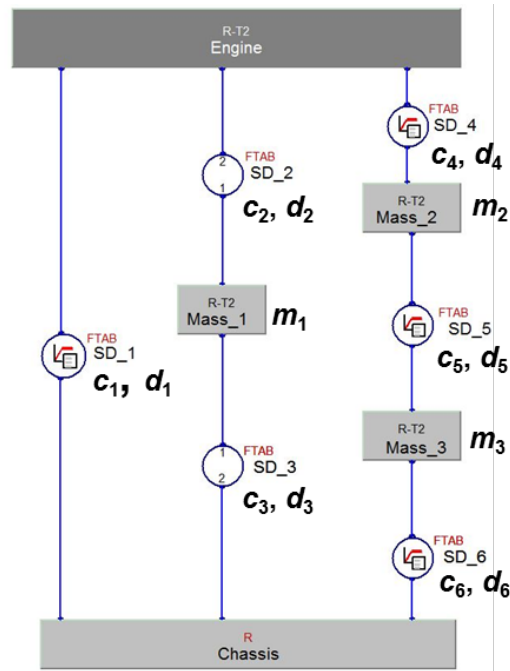 R-T2
Engine
FTAB
SD_4
c4, d4
2
1
FTAB
SD_2
c2, d2
R-T2
Mass_2
m2
R-T2
Mass_1
m1
FTAB
SD_1
c1, d1
FTAB
SD_5
c5, d5
R-T2
Mass_3
m3
1
2
FTAB
SD_3
c3, d3
FTAB
SD_6
c6, d6
R
Chassis